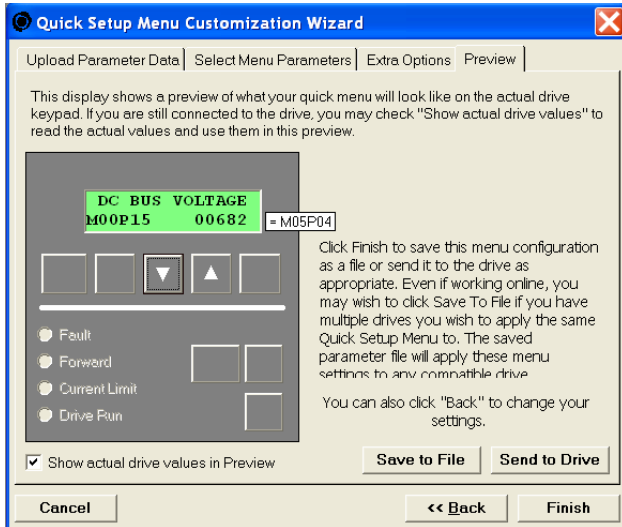 Quick Setup Menu Customization Wizard
Upload Parameter Data
Select Menu Parameters
Extra Options
Preview
This display shows a preview of what your quick menu will look like on the actual drive
keypad. If you are still connected to the drive, you may check "Show actual drive values" to
read the actual values and use them in this preview.
DC BUS VOLTAGE
M00P15 00682
= M05P04
Fault
Forward
Current Limit
Drive Run
Click Finish to save this menu configuration
as a file or send it to the drive as
appropriate. Even if working online, you
may wish to click Save To File if you have
multiple drives you wish to apply the same
Quick Setup Menu to. The saved
parameter file will apply these menu
settings to any compatible drive
You can also click "Back" to change your
settings.
Show actual drive values in Preview
Save to File
Send to Drive
Cancel
<< Back
Finish